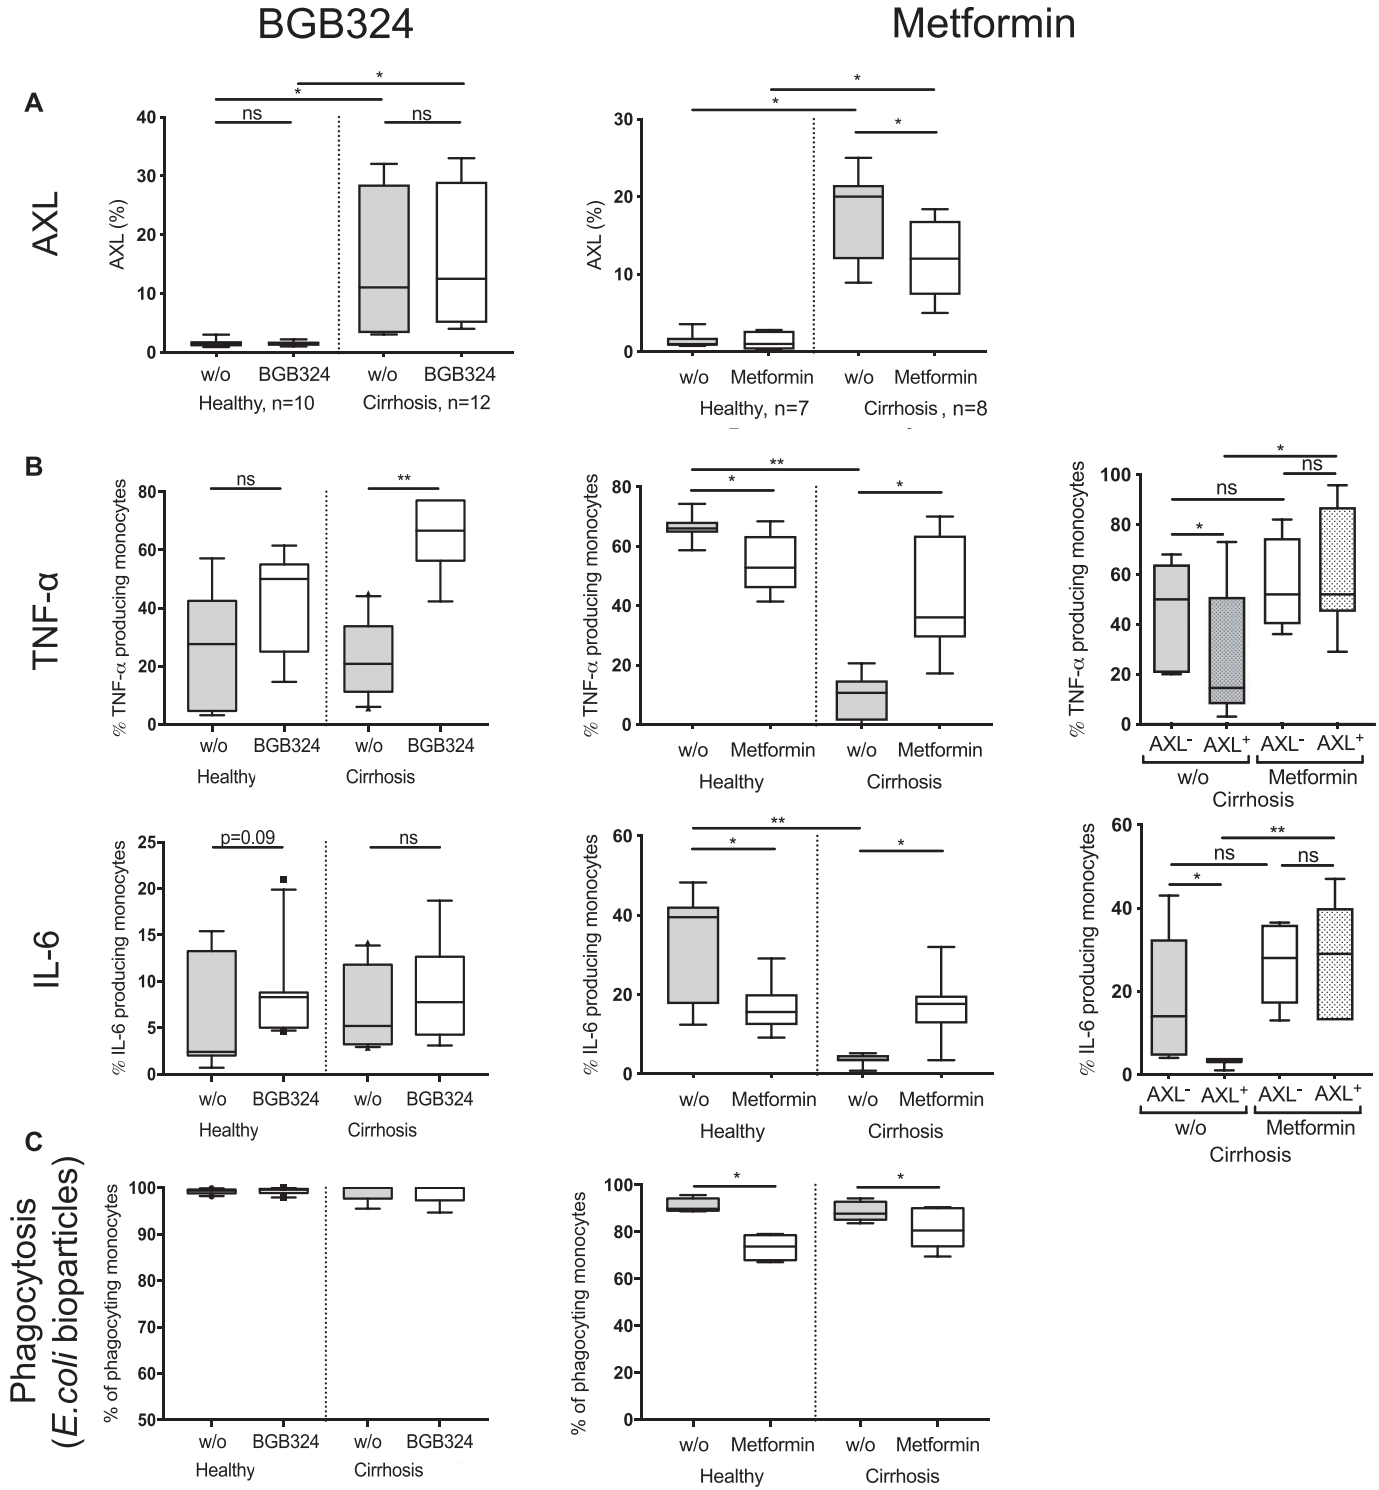 BGB324
Metformin
A
AXL
AXL (%)
40
30
20
10
0
*
*
ns
ns
w/o
BGB324
w/o
BGB324
Healthy, n=10
Cirrhosis, n=12
AXL (%)
30
20
10
0
*
*
*
w/o
Metformin
w/o
Metformin
Healthy, n=7
Cirrhosis , n=8
B
TNF-α
% TNF-α producing monocytes
80
60
40
20
0
ns
**
w/o
BGB324
w/o
BGB324
Healthy
Cirrhosis
% TNF-α producing monocytes
80
60
40
20
0
**
*
*
w/o
Metformin
w/o
Metformin
Healthy
Cirrhosis
% TNF-α producing monocytes
100
80
60
40
20
0
*
ns
ns
*
AXL-
AXL+
AXL-
AXL+
w/o
Metformin
Cirrhosis
IL-6
% IL-6 producing monocytes
25
20
15
10
5
0
p=0.09
ns
w/o
BGB324
w/o
BGB324
Healthy
Cirrhosis
% IL-6 producing monocytes
60
40
20
0
**
*
*
w/o
Metformin
w/o
Metformin
Healthy
Cirrhosis
% IL-6 producing monocytes
60
40
20
0
**
ns
ns
*
AXL-
AXL+
AXL-
AXL+
w/o
Metformin
Cirrhosis
C
Phagocytosis
(E.coli bioparticles)
% of phagocyting monocytes
100
90
80
70
60
50
w/o
BGB324
w/o
BGB324
Healthy
Cirrhosis
% of phagocyting monocytes
100
80
60
40
20
0
*
*
w/o
Metformin
w/o
Metformin
Healthy
Cirrhosis